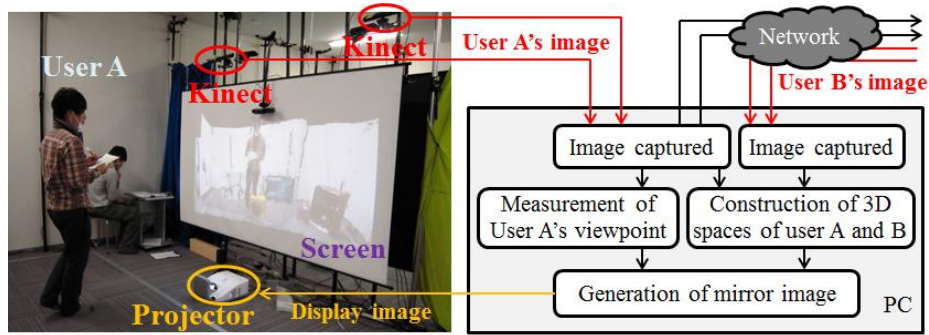 User A
Kinect
Kinect
Screen
Projector
Display image
User A's image
Network
User B's image
Image captured
Image captured
Measurement of
User A's viewpoint
Construction of 3D
spaces of user A and B
Generation of mirror image
PC